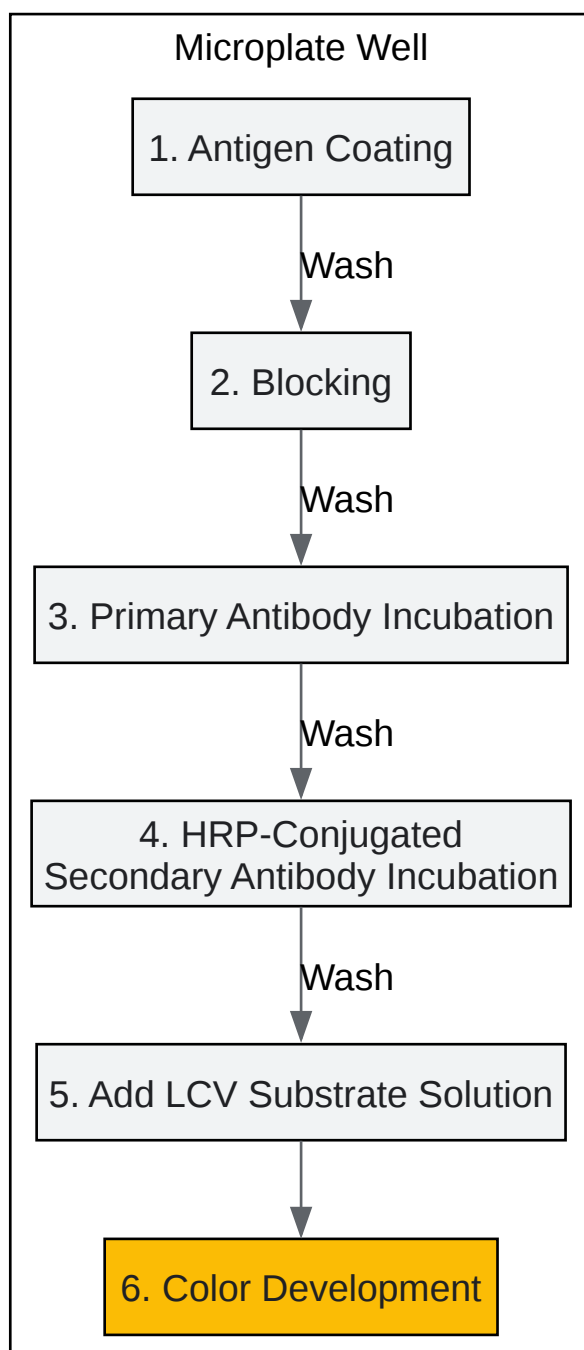 Microplate Well
1. Antigen Coating
Wash
2. Blocking
Wash
3. Primary Antibody Incubation
Wash
4. HRP-Conjugated
Secondary Antibody Incubation
Wash
5. Add LCV Substrate Solution
6. Color Development